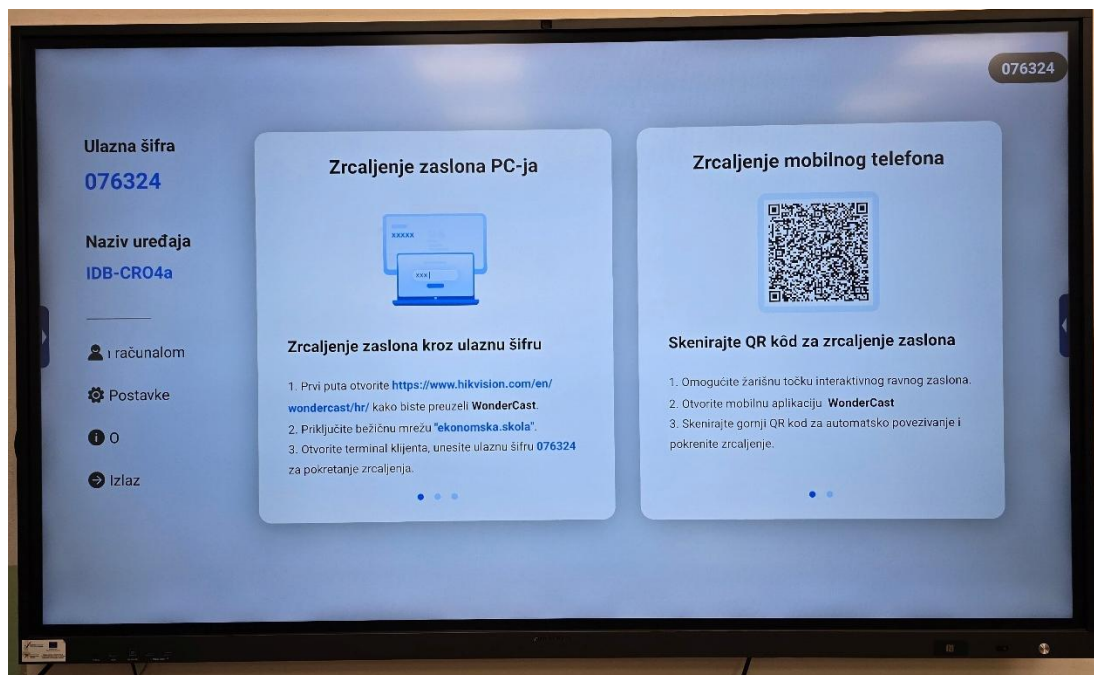 076324
Ulazna šifra
076324
Naziv uređaja
IDB-CRO4a
ı računalom
Postavke
O
Izlaz
Zrcaljenje zaslona PC-ja
XXXXX
XXX
Zrcaljenje zaslona kroz ulaznu šifru
1. Prvi puta otvorite https://www.hikvision.com/en/
wondercast/hr/ kako biste preuzeli WonderCast.
2. Priključite bežičnu mrežu "ekonomska.skola".
3. Otvorite terminal klijenta, unesite ulaznu šifru 076324
za pokretanje zrcaljenja.
Zrcaljenje mobilnog telefona
Skenirajte QR kôd za zrcaljenje zaslona
1. Omogućite žarišnu točku interaktivnog ravnog zaslona.
2. Otvorite mobilnu aplikaciju WonderCast
3. Skenirajte gornji QR kod za automatsko povezivanje i
pokrenite zrcaljenje.